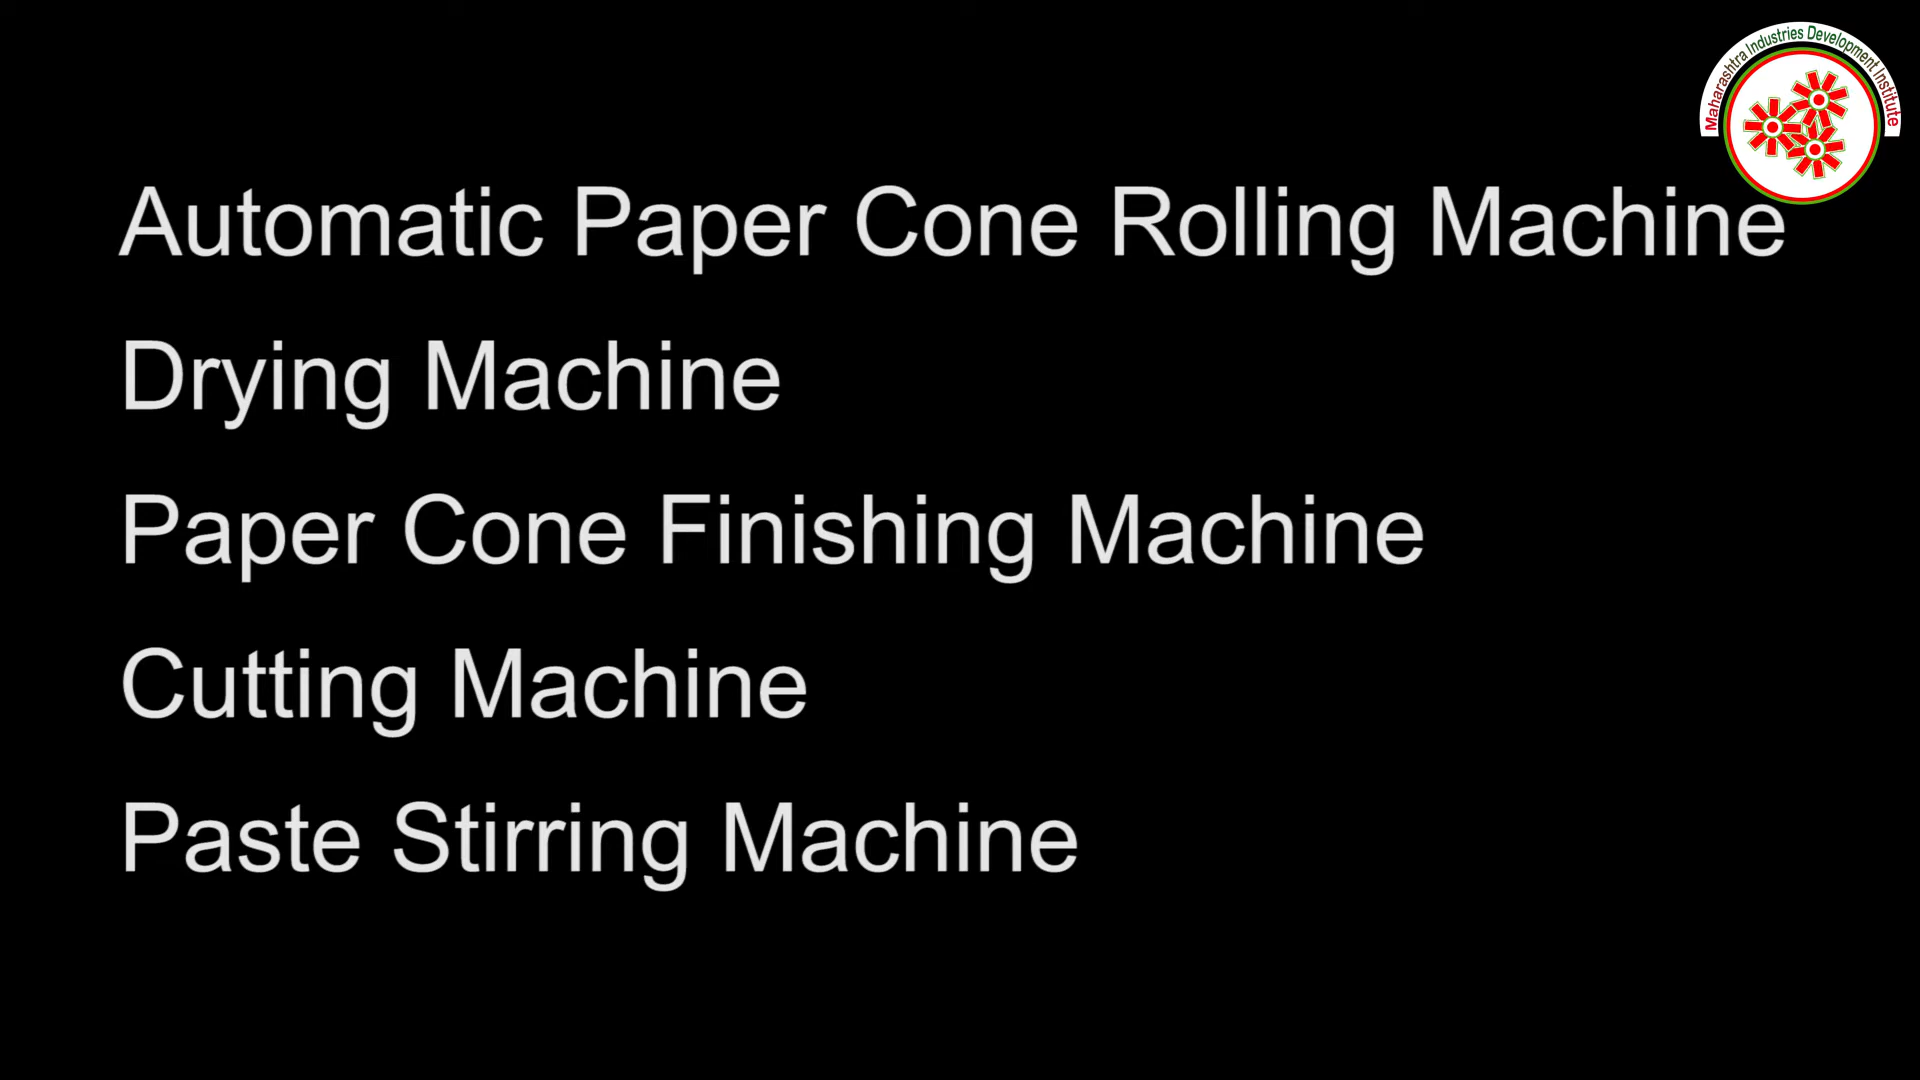 Maharashtra Industries Development Institute
Automatic Paper Cone Rolling Machine
Drying Machine
Paper Cone Finishing Machine
Cutting Machine
Paste Stirring Machine